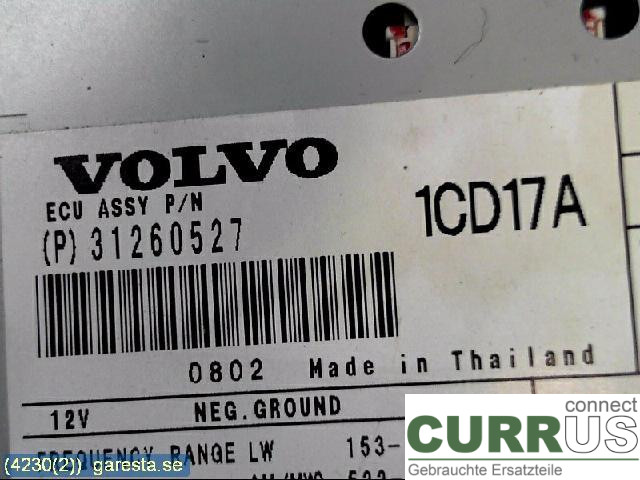 VOLVO
ECU ASSY P/N
(P) 31260527
1CD17A
0802 Made in Thailand
12V NEG.GROUND
FREQUENCY RANGE LW 153-
connect
CURRUS
Gebrauchte Ersatzteile
(4230(2)) garesta.se